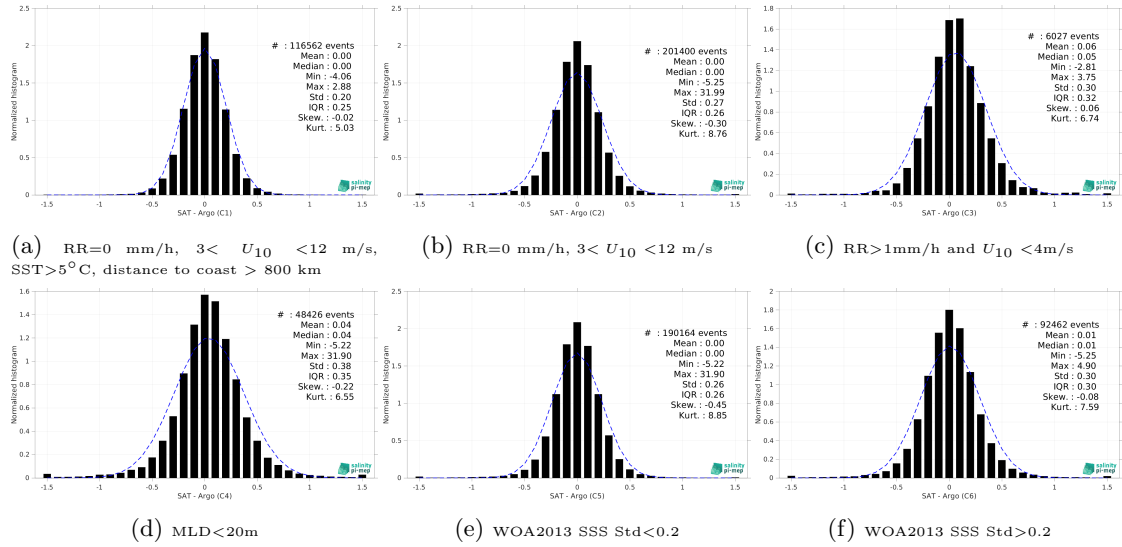 Normalized histogram
2.5
2
1.5
1
0.5
0
-1.5
-1
-0.5
0
0.5
1
1.5
SAT - Argo (C1)
# : 116562 events
Mean : 0.00
Median : 0.00
Min : -4.06
Max : 2.88
Std : 0.20
IQR : 0.25
Skew. : -0.02
Kurt. : 5.03
salinity
pi-mep
(a) RR=0 mm/h, 3< U10 <12 m/s,
SST>5°C, distance to coast > 800 km
Normalized histogram
2.5
2
1.5
1
0.5
0
-1.5
-1
-0.5
0
0.5
1
1.5
SAT - Argo (C2)
# : 201400 events
Mean : 0.00
Median : 0.00
Min : -5.25
Max : 31.99
Std : 0.27
IQR : 0.26
Skew. : -0.30
Kurt. : 8.76
salinity
pi-mep
(b) RR=0 mm/h, 3< U10 <12 m/s
Normalized histogram
1.8
1.6
1.4
1.2
1
0.8
0.6
0.4
0.2
0
-1.5
-1
-0.5
0
0.5
1
1.5
SAT - Argo (C3)
# : 6027 events
Mean : 0.06
Median : 0.05
Min : -2.81
Max : 3.75
Std : 0.30
IQR : 0.32
Skew. : 0.06
Kurt. : 6.74
salinity
pi-mep
(c) RR>1mm/h and U10 <4m/s
Normalized histogram
1.6
1.4
1.2
1
0.8
0.6
0.4
0.2
0
-1.5
-1
-0.5
0
0.5
1
1.5
SAT - Argo (C4)
# : 48426 events
Mean : 0.04
Median : 0.04
Min : -5.22
Max : 31.90
Std : 0.38
IQR : 0.35
Skew. : -0.22
Kurt. : 6.55
salinity
pi-mep
(d) MLD<20m
Normalized histogram
2.5
2
1.5
1
0.5
0
-1.5
-1
-0.5
0
0.5
1
1.5
SAT - Argo (C5)
# : 190164 events
Mean : 0.00
Median : 0.00
Min : -5.22
Max : 31.90
Std : 0.26
IQR : 0.26
Skew. : -0.45
Kurt. : 8.85
salinity
pi-mep
(e) WOA2013 SSS Std<0.2
Normalized histogram
2
1.8
1.6
1.4
1.2
1
0.8
0.6
0.4
0.2
0
-1.5
-1
-0.5
0
0.5
1
1.5
SAT - Argo (C6)
# : 92462 events
Mean : 0.01
Median : 0.01
Min : -5.25
Max : 4.90
Std : 0.30
IQR : 0.30
Skew. : -0.08
Kurt. : 7.59
salinity
pi-mep
(f) WOA2013 SSS Std>0.2